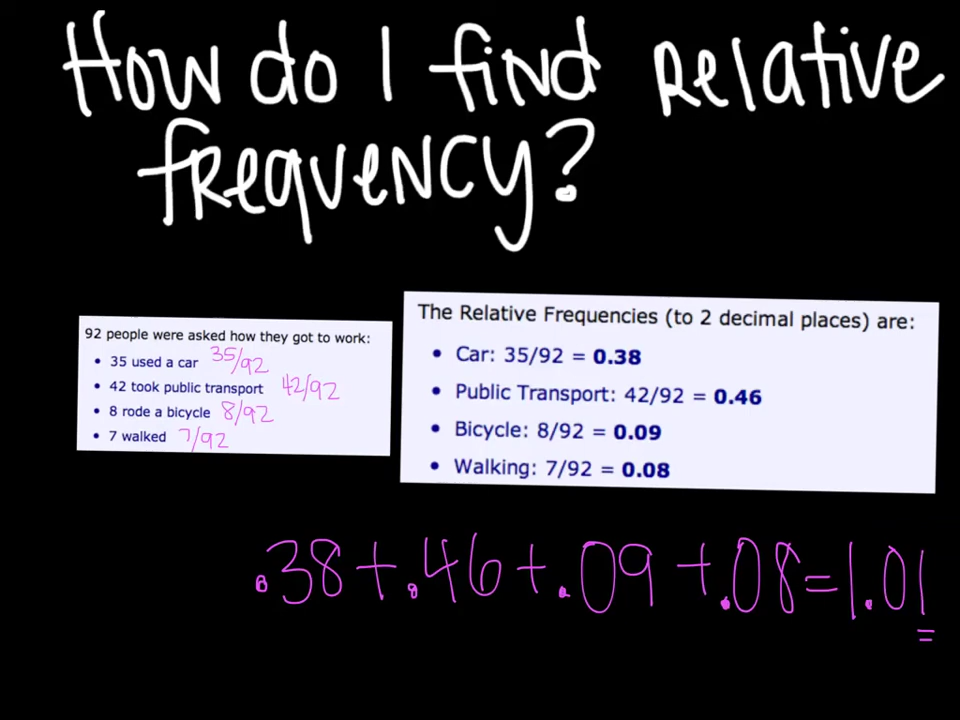 How do I find Relative
frequency?
92 people were asked how they got to work:
• 35 used a car 35/92
• 42 took public transport 42/92
• 8 rode a bicycle 8/92
• 7 walked 7/92
The Relative Frequencies (to 2 decimal places) are:
• Car: 35/92 = 0.38
• Public Transport: 42/92 = 0.46
• Bicycle: 8/92 = 0.09
• Walking: 7/92 = 0.08
.38+.46+.09+.08=1.01